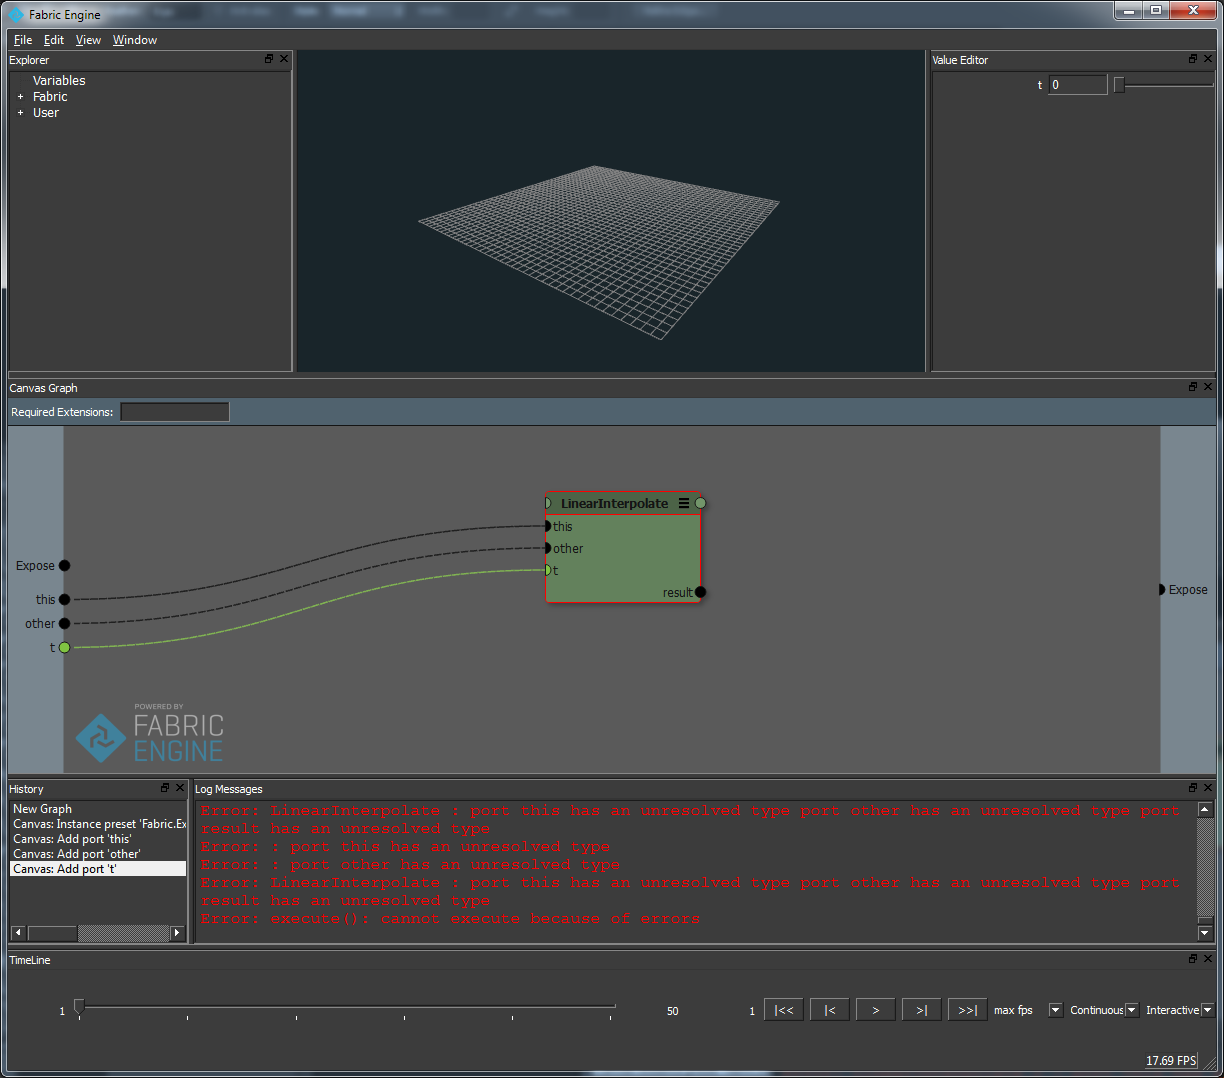 Fabric Engine
File Edit View Window
Explorer
Variables
+ Fabric
+ User
Value Editor
t 0
Canvas Graph
Required Extensions:
Expose
this
other
t
LinearInterpolate
this
other
t
result
Expose
POWERED BY
FABRIC
ENGINE
History
New Graph
Canvas: Instance preset 'Fabric.Ex
Canvas: Add port 'this'
Canvas: Add port 'other'
Canvas: Add port 't'
Log Messages
Error: LinearInterpolate : port this has an unresolved type port other has an unresolved type port
result has an unresolved type
Error: : port this has an unresolved type
Error: : port other has an unresolved type
Error: LinearInterpolate : port this has an unresolved type port other has an unresolved type port
result has an unresolved type
Error: execute(): cannot execute because of errors
TimeLine
1 50 1 |<< |< > >| >>| max fps Continuous Interactive
17.69 FPS